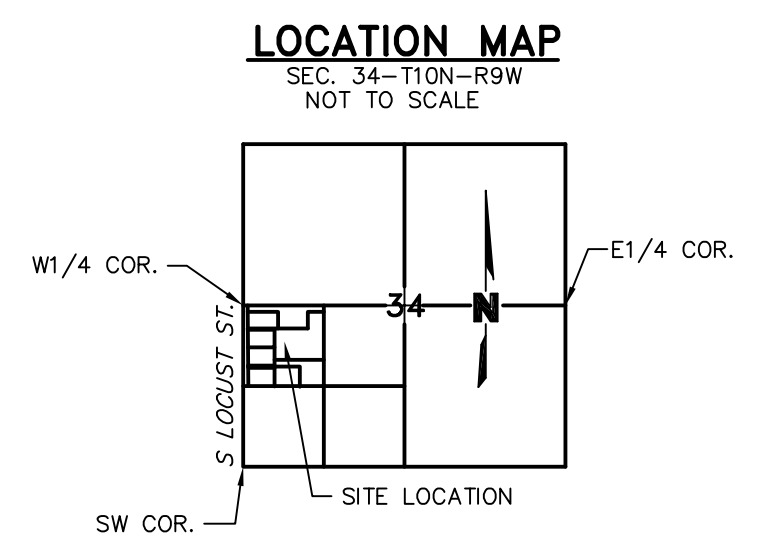 LOCATION MAP
SEC. 34-T10N-R9W
NOT TO SCALE
W1/4 COR.
E1/4 COR.
34
N
S LOCUST ST.
SITE LOCATION
SW COR.